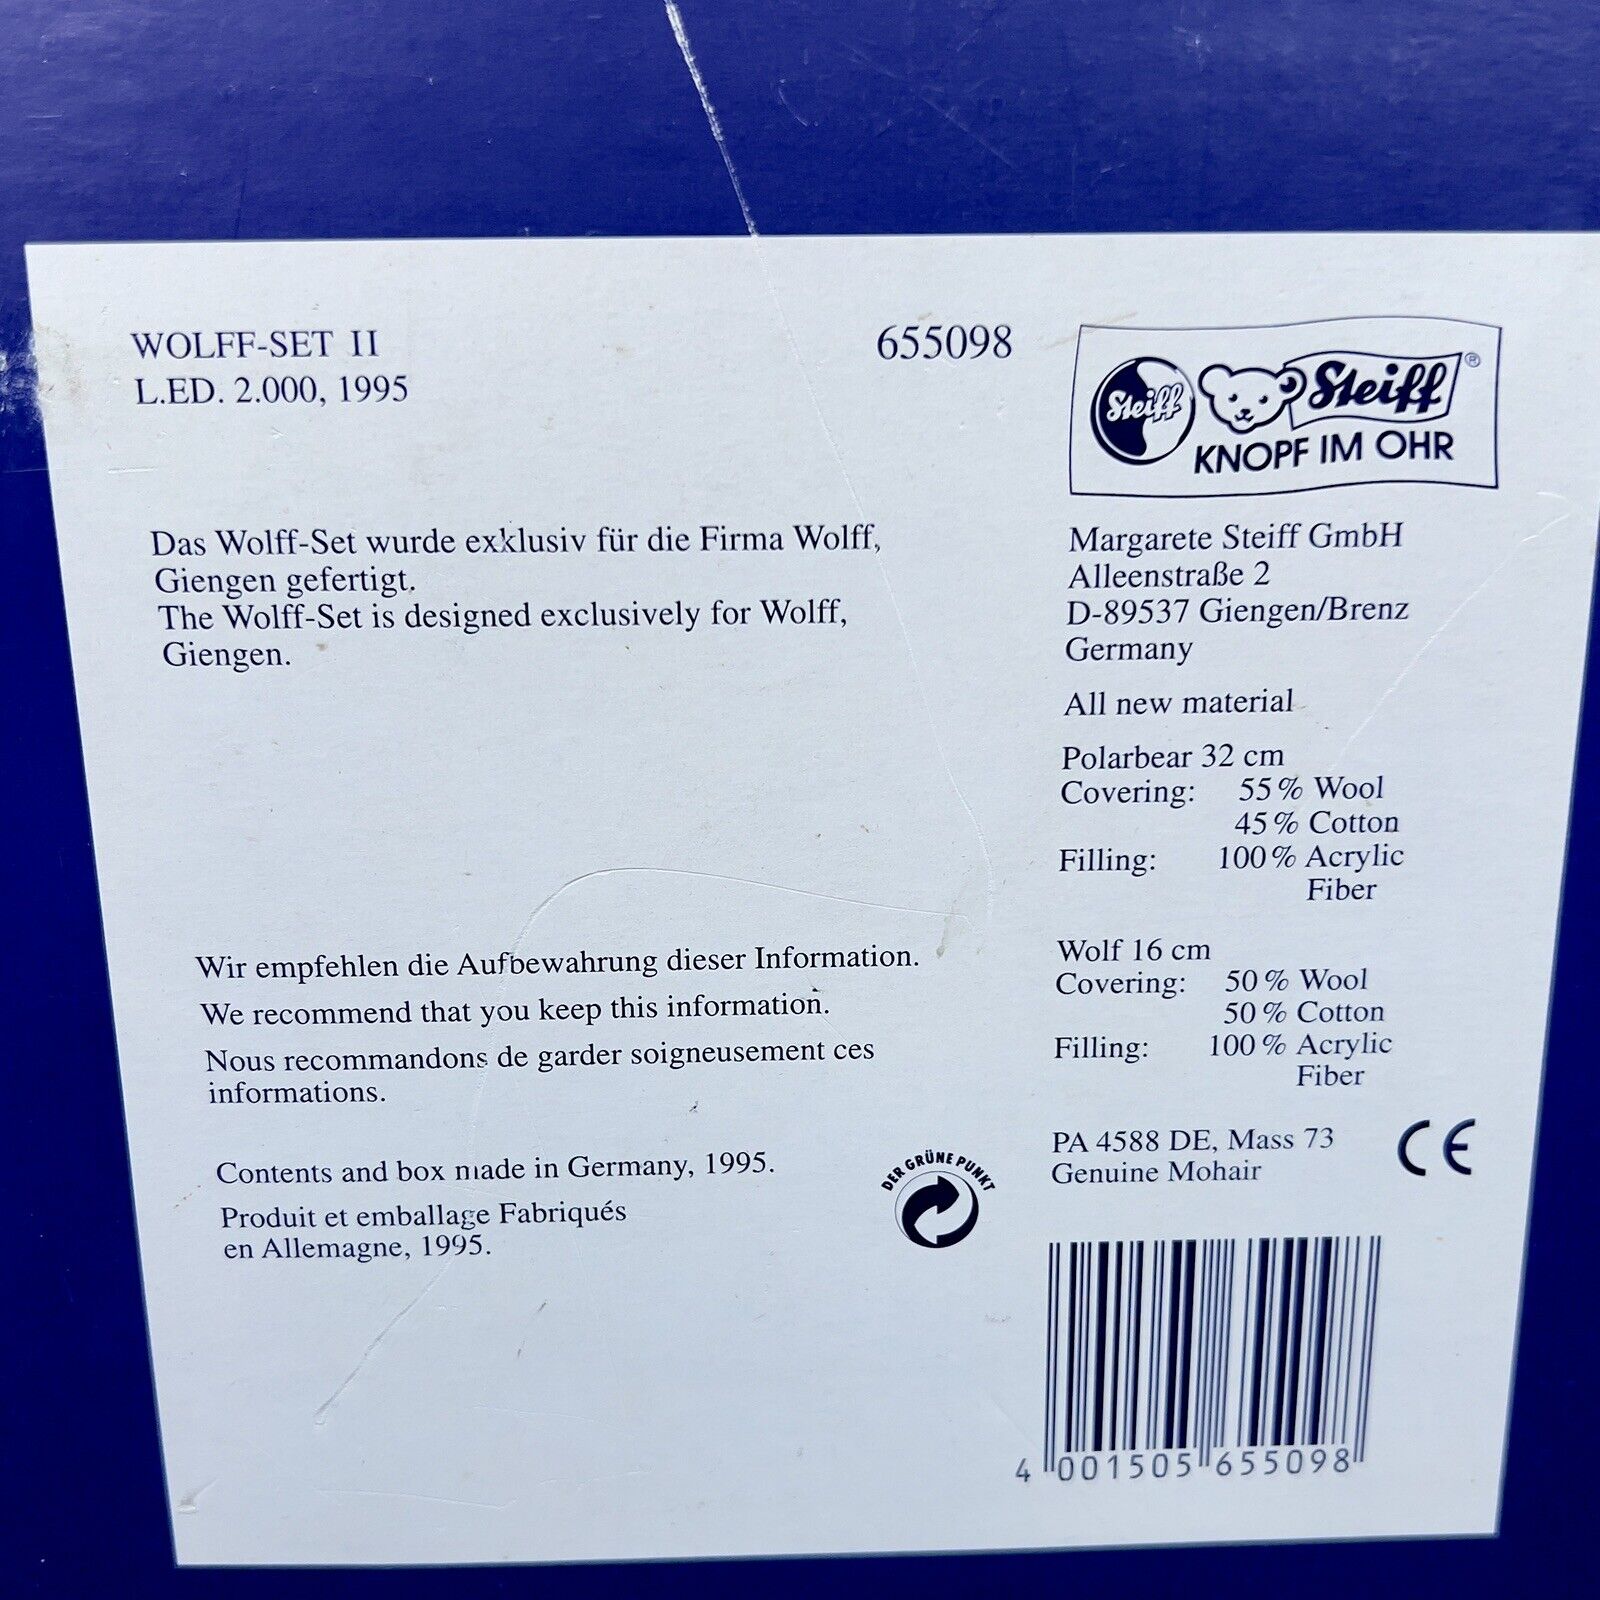 WOLFF-SET II
L.ED. 2.000, 1995
655098
Das Wolff-Set wurde exklusiv für die Firma Wolff,
Giengen gefertigt.
The Wolff-Set is designed exclusively for Wolff,
Giengen.
Wir empfehlen die Aufbewahrung dieser Information.
We recommend that you keep this information.
Nous recommandons de garder soigneusement ces
informations.
Contents and box made in Germany, 1995.
Produit et emballage Fabriqués
en Allemagne, 1995.
DER GRÜNE PUNKT
Steiff
Steiff ®
KNOPF IM OHR
Margarete Steiff GmbH
Alleenstraße 2
D-89537 Giengen/Brenz
Germany
All new material
Polarbear 32 cm
Covering: 55 % Wool
45 % Cotton
Filling: 100 % Acrylic
Fiber
Wolf 16 cm
Covering: 50 % Wool
50 % Cotton
Filling: 100 % Acrylic
Fiber
PA 4588 DE, Mass 73
Genuine Mohair
CE
4 001505 655098